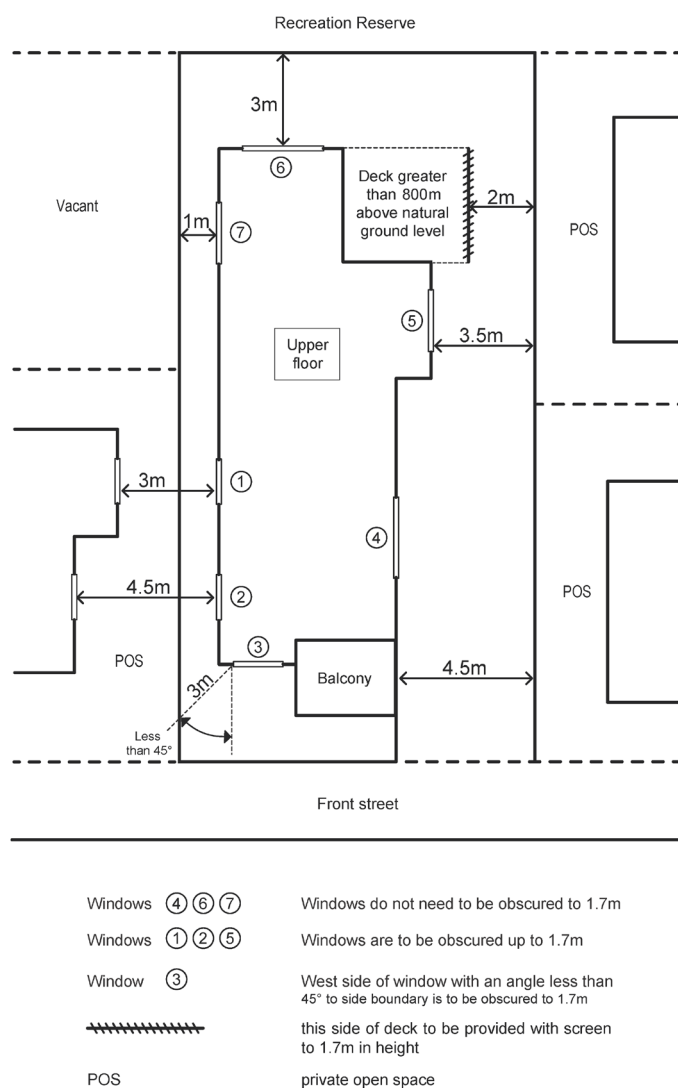 Recreation Reserve
3m
⑥
Deck greater
than 800m
above natural
ground level
Vacant
1m
⑦
2m
POS
⑤
Upper
floor
3.5m
3m
①
④
4.5m
②
POS
③
POS
3m
Balcony
4.5m
Less
than 45°
Front street
Windows ④ ⑥ ⑦ Windows do not need to be obscured to 1.7m
Windows ① ② ⑤ Windows are to be obscured up to 1.7m
Window ③ West side of window with an angle less than
45° to side boundary is to be obscured to 1.7m
this side of deck to be provided with screen
to 1.7m in height
POS private open space